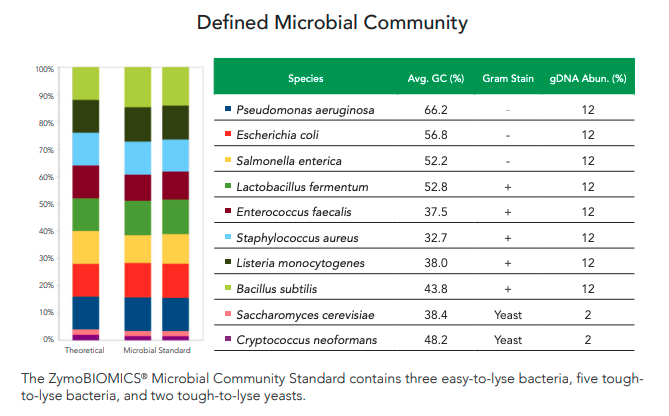 Defined Microbial Community
100%
90%
80%
70%
60%
50%
40%
30%
20%
10%
0%
Theoretical Microbial Standard
Species Avg. GC (%) Gram Stain gDNA Abun. (%)
Pseudomonas aeruginosa 66.2 - 12
Escherichia coli 56.8 - 12
Salmonella enterica 52.2 - 12
Lactobacillus fermentum 52.8 + 12
Enterococcus faecalis 37.5 + 12
Staphylococcus aureus 32.7 + 12
Listeria monocytogenes 38.0 + 12
Bacillus subtilis 43.8 + 12
Saccharomyces cerevisiae 38.4 Yeast 2
Cryptococcus neoformans 48.2 Yeast 2
The ZymoBIOMICS® Microbial Community Standard contains three easy-to-lyse bacteria, five tough-
to-lyse bacteria, and two tough-to-lyse yeasts.